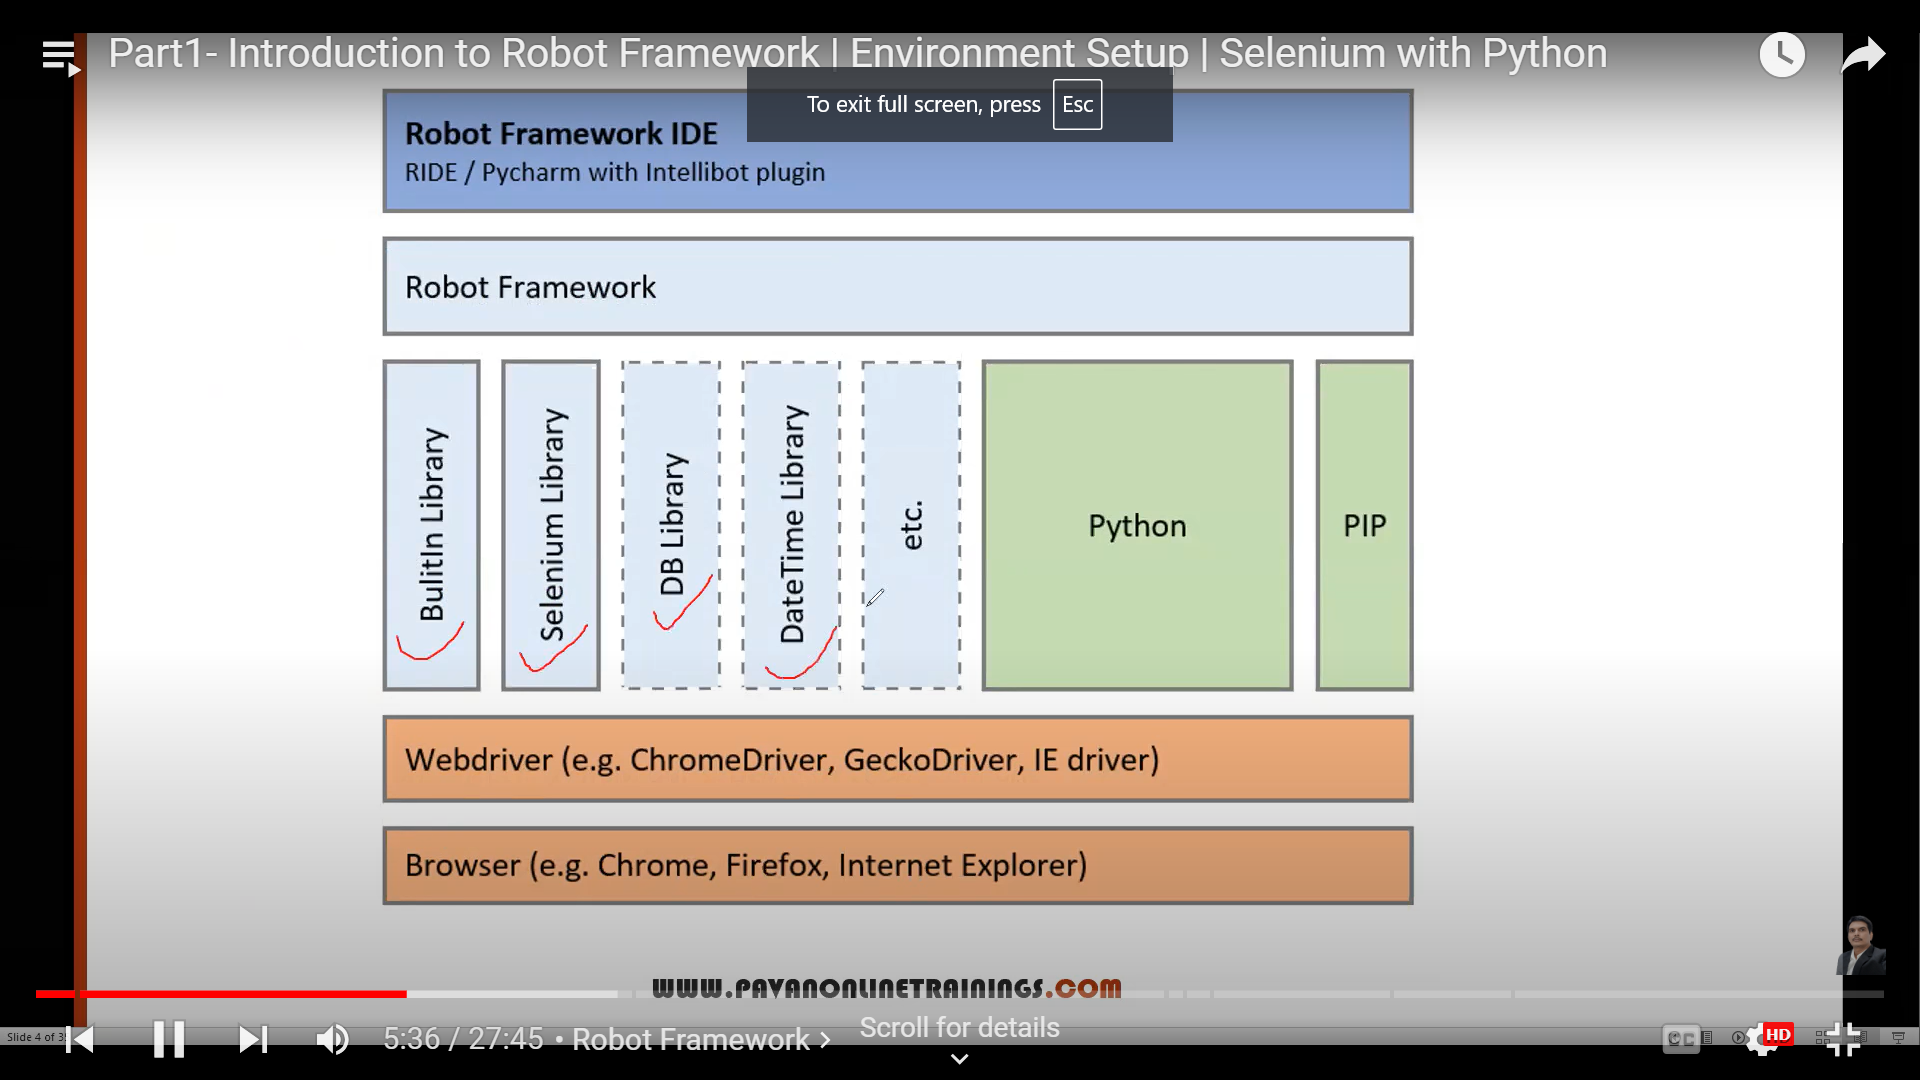 Part1- Introduction to Robot Framework | Environment Setup | Selenium with Python
To exit full screen, press Esc
Robot Framework IDE
RIDE / Pycharm with Intellibot plugin
Robot Framework
BulitIn Library
Selenium Library
DB Library
DateTime Library
etc.
Python
PIP
Webdriver (e.g. ChromeDriver, GeckoDriver, IE driver)
Browser (e.g. Chrome, Firefox, Internet Explorer)
WWW.PAVANONLINETRAININGS.COM
Slide 4 of
5:36 / 27:45 • Robot Framework
Scroll for details
CC
HD